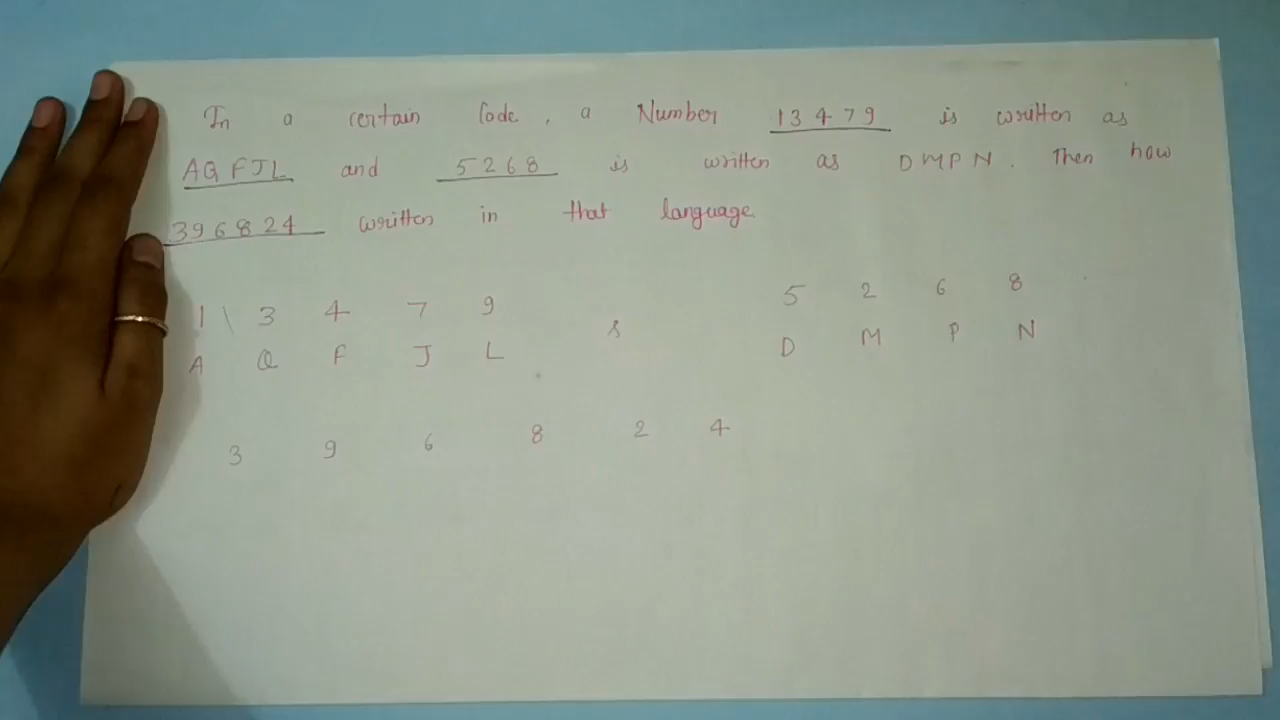 In a certain Code, a Number 13479 is written as
AQFJL and 5268 is written as DMPN. Then how
396824 written in that language
1 \ 3 4 7 9 5 2 6 8
A Q F J L D M P N
3 9 6 8 2 4